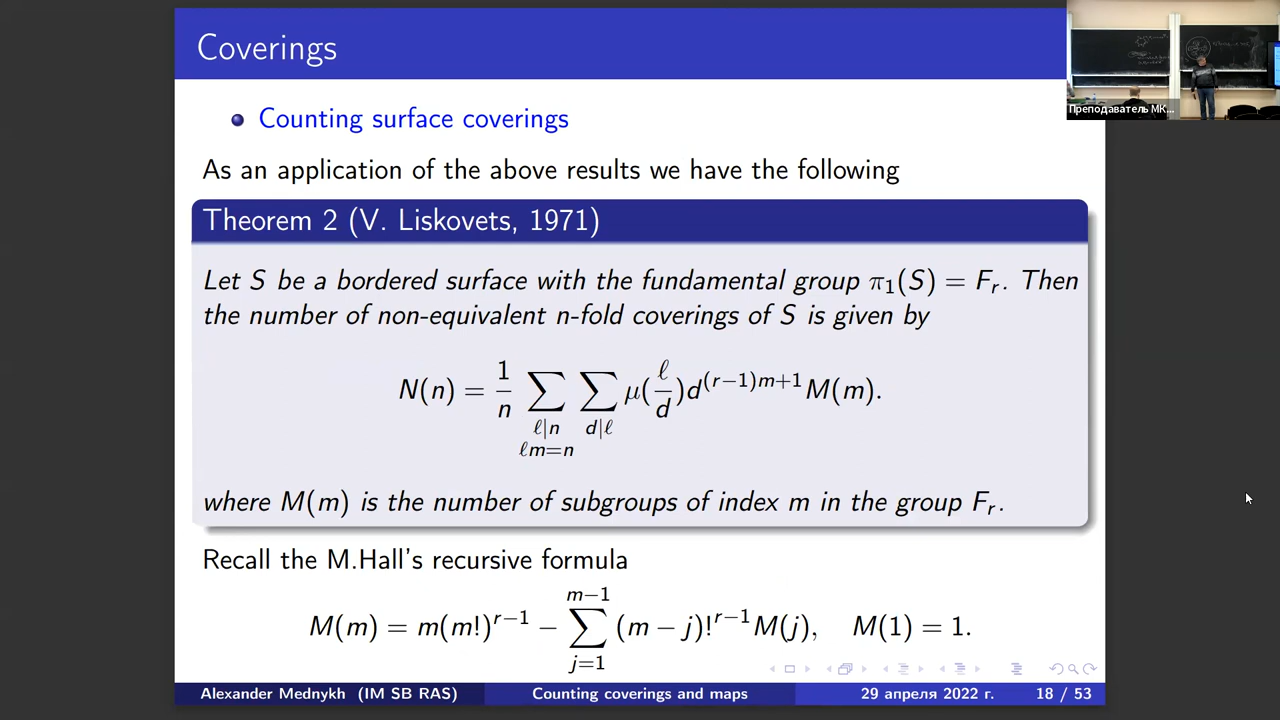 Coverings
Counting surface coverings
As an application of the above results we have the following
Theorem 2 (V. Liskovets, 1971)
Let S be a bordered surface with the fundamental group π₁(S) = Fᵣ. Then
the number of non-equivalent n-fold coverings of S is given by
N(n) = 1/n ∑_{ℓ|n, ℓm=n} ∑_{d|ℓ} μ(ℓ/d)d^{(r−1)m+1}M(m).
where M(m) is the number of subgroups of index m in the group Fᵣ.
Recall the M.Hall's recursive formula
M(m) = m(m!)^{r−1} − ∑_{j=1}^{m−1} (m − j)!^{r−1}M(j), M(1) = 1.
Alexander Mednykh (IM SB RAS) Counting coverings and maps 29 апреля 2022 г. 18 / 53
Преподаватель МК...